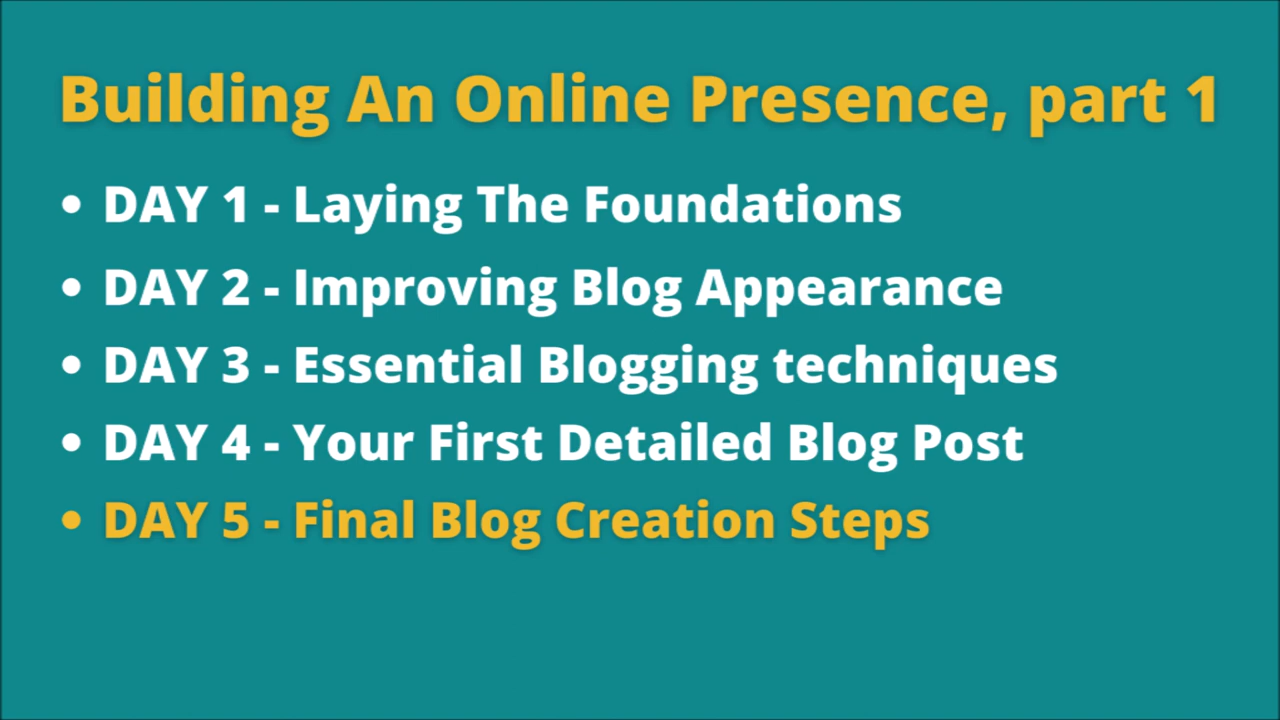 Building An Online Presence, part 1
• DAY 1 - Laying The Foundations
• DAY 2 - Improving Blog Appearance
• DAY 3 - Essential Blogging techniques
• DAY 4 - Your First Detailed Blog Post
• DAY 5 - Final Blog Creation Steps